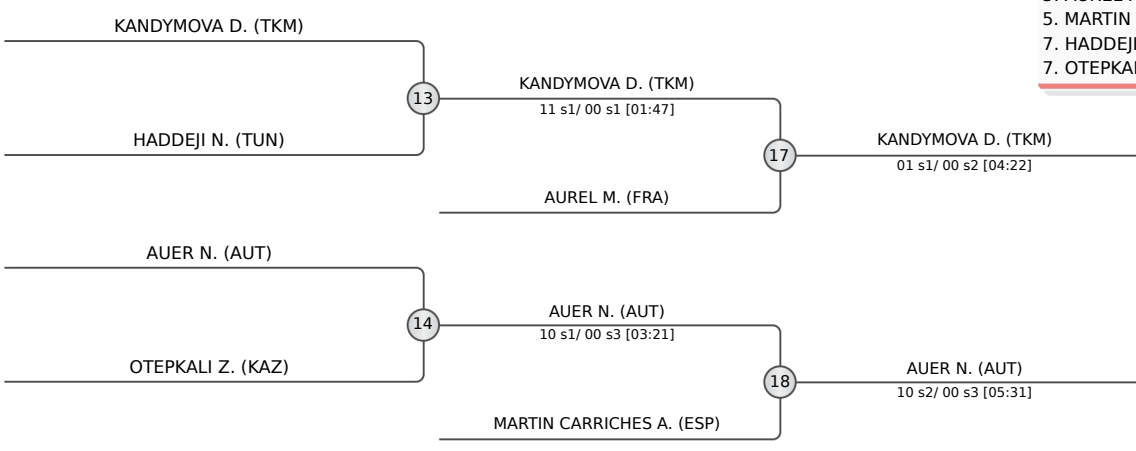 KANDYMOVA D. (TKM)
5. MARTIN
7. HADDEJI
7.
13
KANDYMOVA D. (TKM)
11 s1/ 00 s1 [01:47]
HADDEJI N. (TUN)
17
KANDYMOVA D. (TKM)
01 s1/ 00 s2 [04:22]
AUREL M. (FRA)
AUER N. (AUT)
14
AUER N. (AUT)
10 s1/ 00 s3 [03:21]
OTEPKALI Z. (KAZ)
18
AUER N. (AUT)
10 s2/ 00 s3 [05:31]
MARTIN CARRICHES A. (ESP)